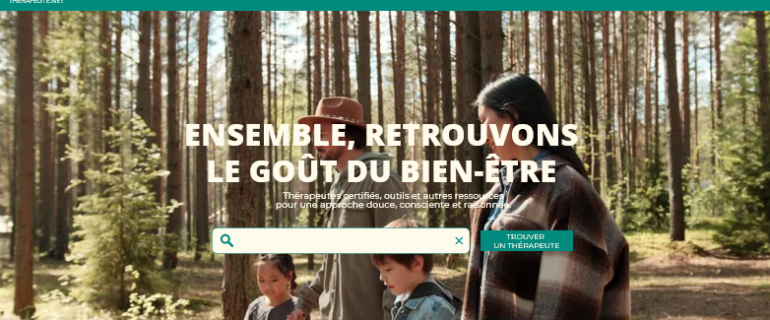 THERAPEUTE.NET
ENSEMBLE, RETROUVONS
LE GOÛT DU BIEN-ÊTRE
Thérapeutes certifiés, outils et autres ressources
pour une approche douce, consciente et raisonnée.
TROUVER
UN THÉRAPEUTE